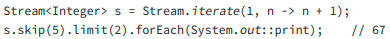 Stream<Integer> s = Stream.iterate(1, n -> n + 1);
s.skip(5).limit(2).forEach(System.out::print);    // 67